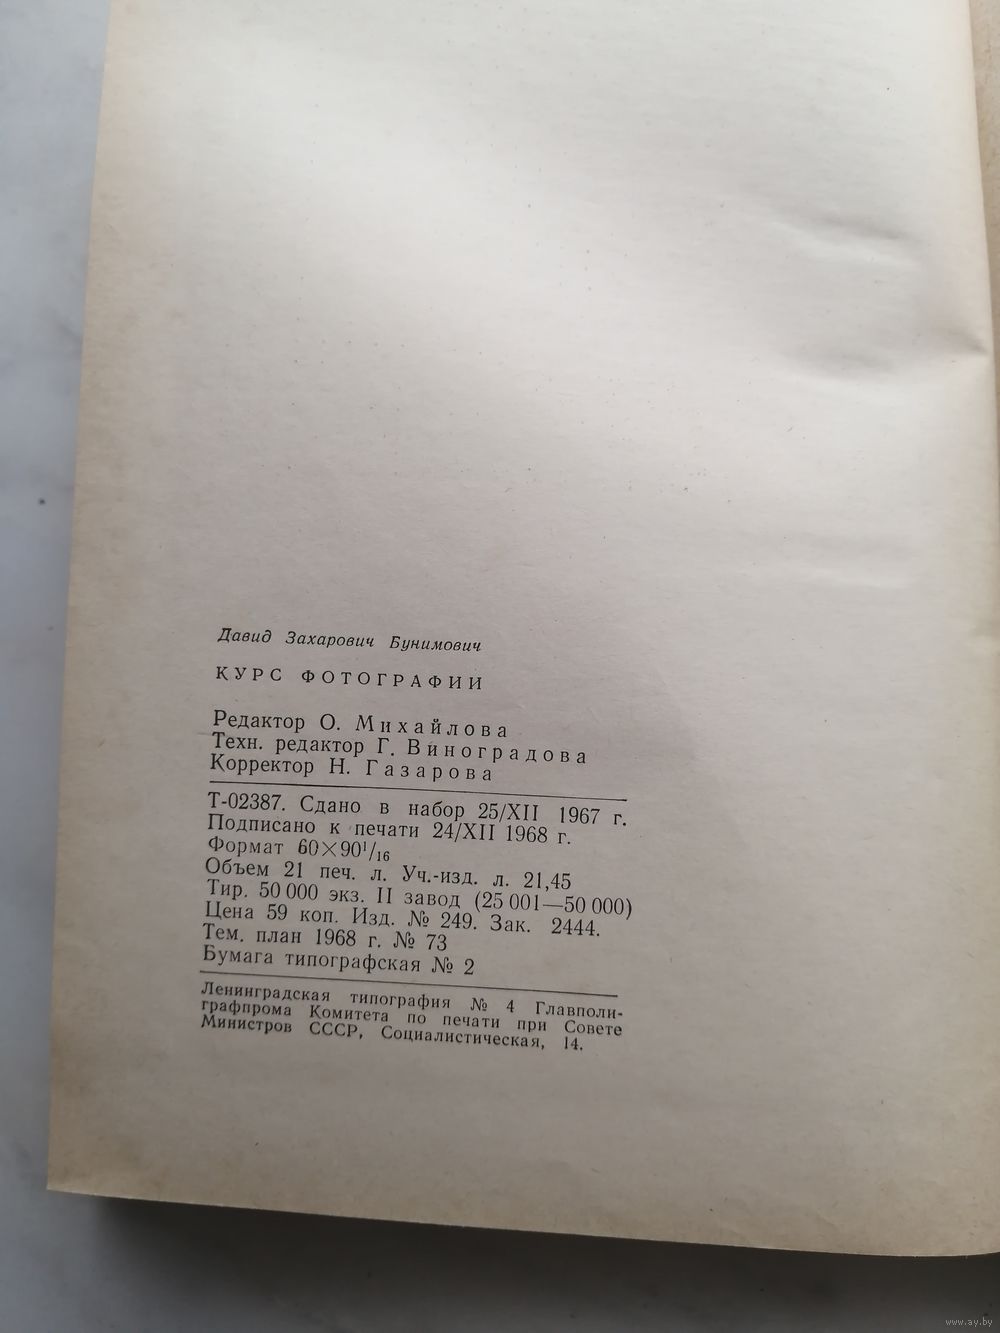 Давид Захарович Бунимович
КУРС ФОТОГРАФИИ
Редактор О. Михайлова
Техн. редактор Г. Виноградова
Корректор Н. Газарова
Т-02387. Сдано в набор 25/XII 1967 г.
Подписано к печати 24/XII 1968 г.
Формат 60×90¹/₁₆
Объем 21 печ. л. Уч.-изд. л. 21,45
Тир. 50 000 экз. II завод (25 001—50 000)
Цена 59 коп. Изд. № 249. Зак. 2444.
Тем. план 1968 г. № 73
Бумага типографская № 2
Ленинградская типография № 4 Главполи-
графпрома Комитета по печати при Совете
Министров СССР, Социалистическая, 14.
www.ay.by